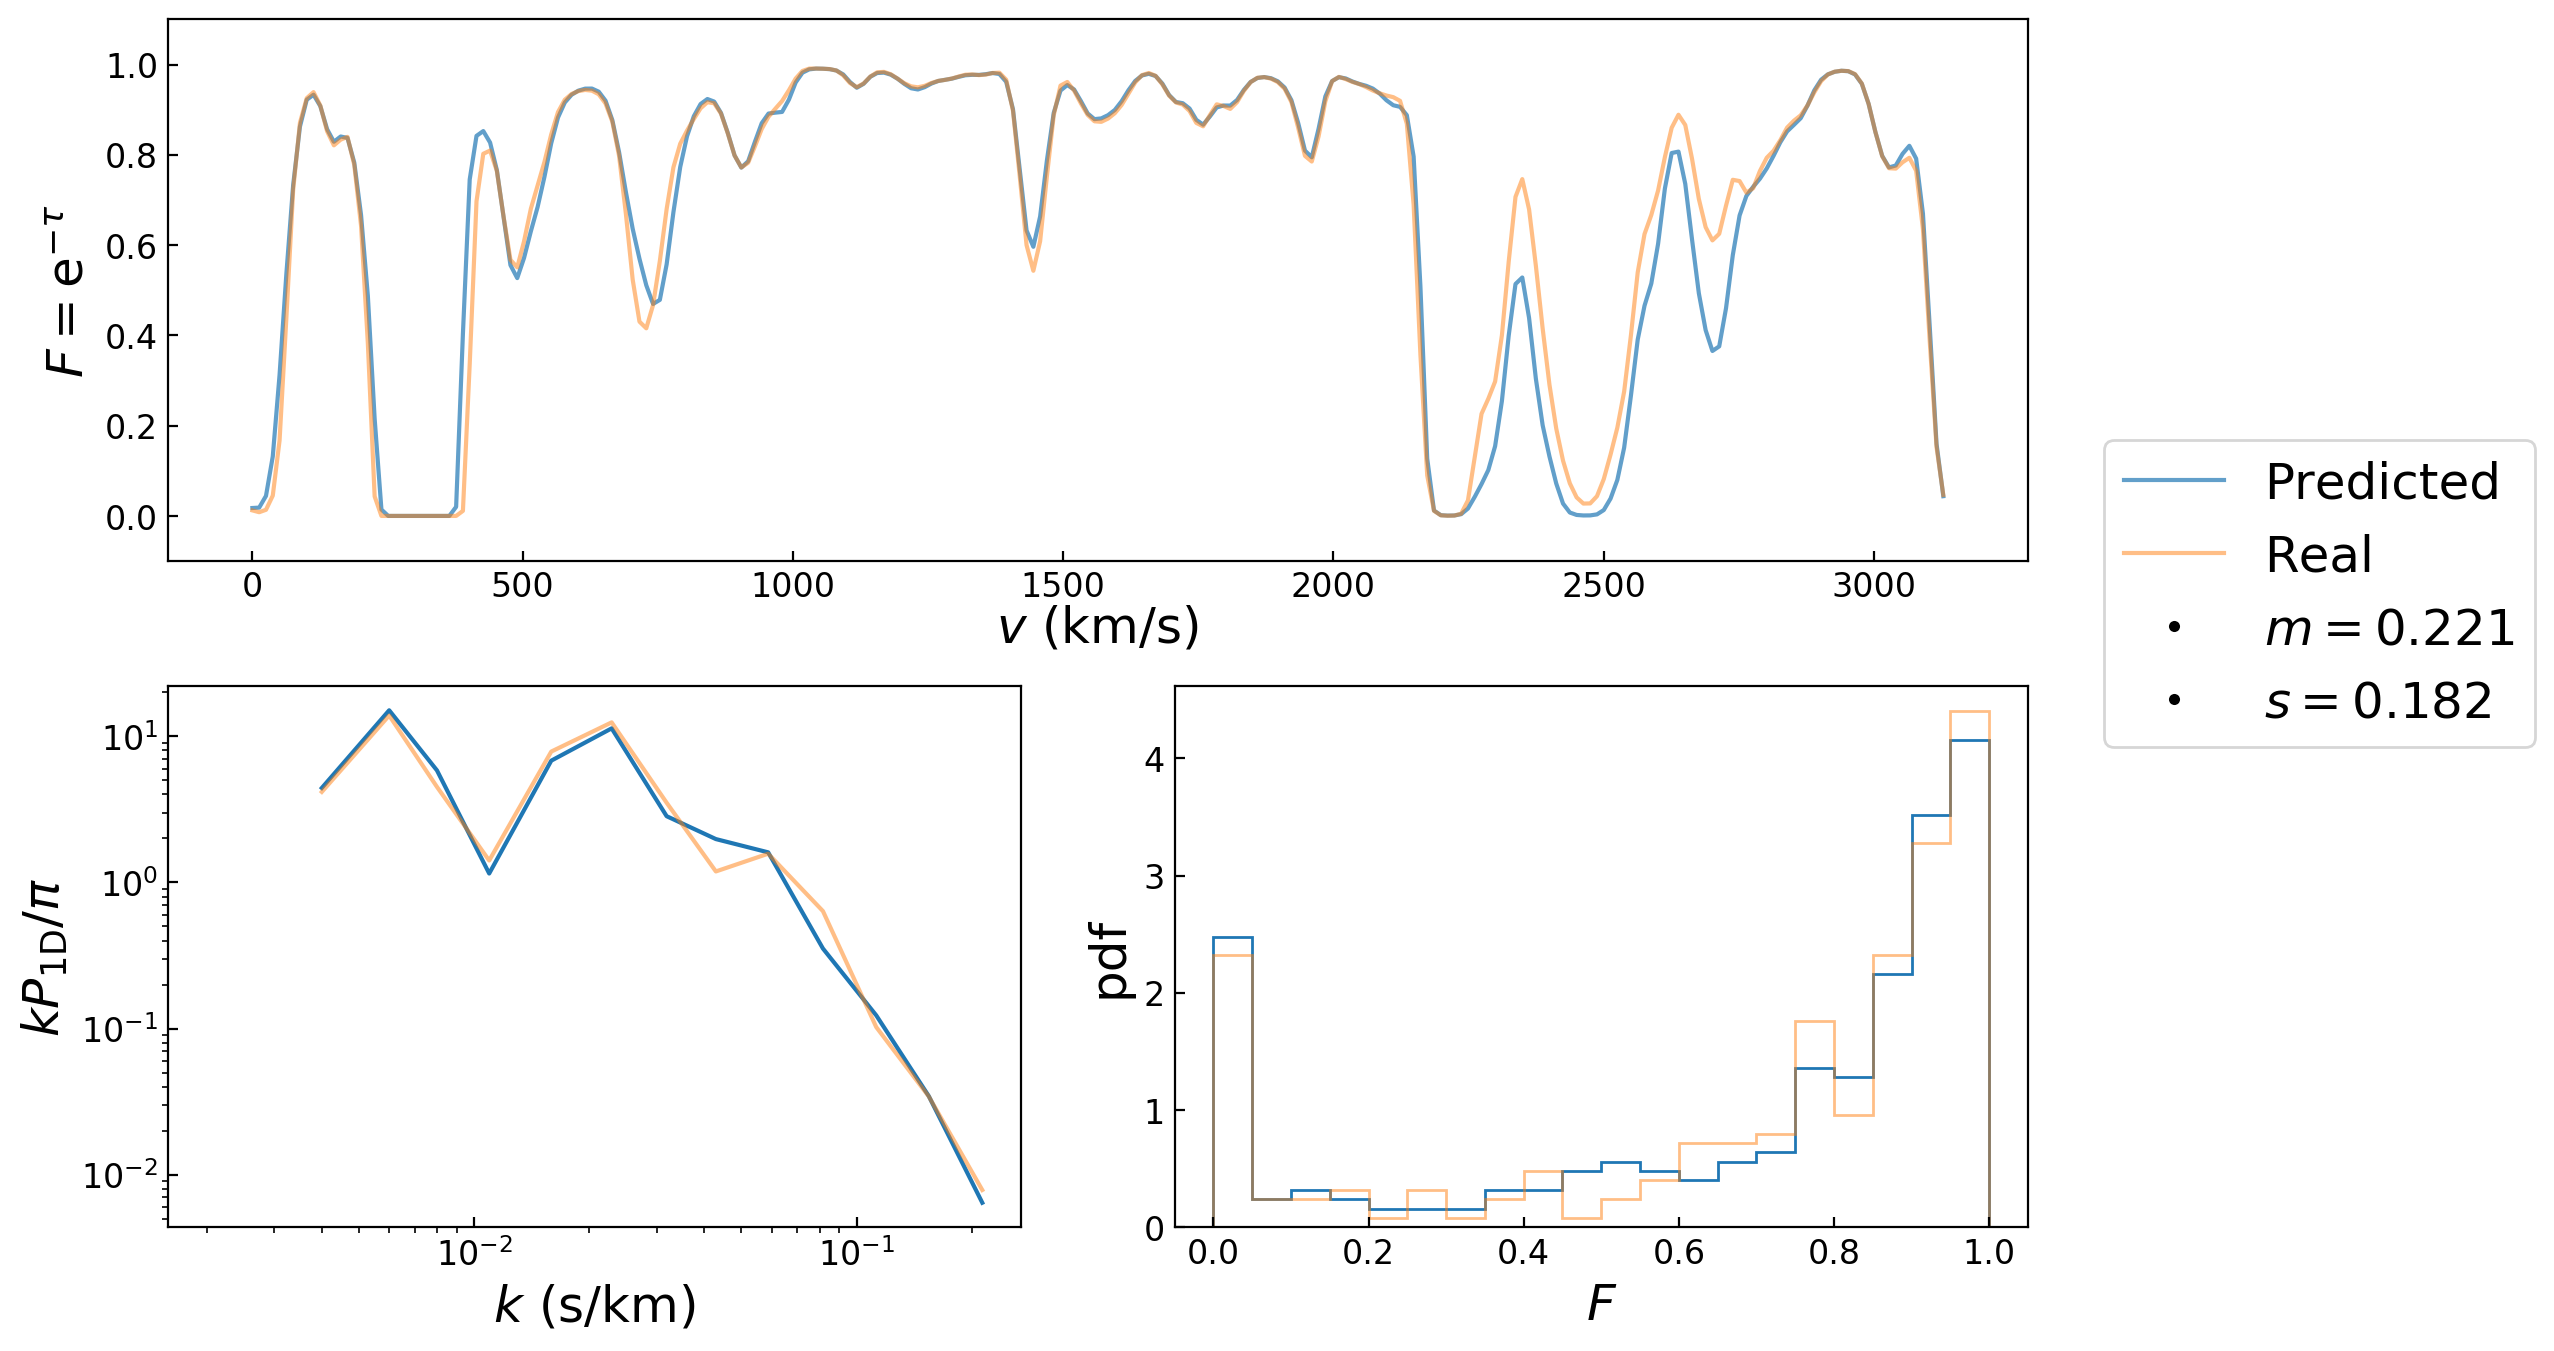 1.0
0.8
0.6
0.4
0.2
0.0
F = e^{-τ}
0 500 1000 1500 2000 2500 3000
v (km/s)
Predicted
Real
m = 0.221
s = 0.182
10^1
10^0
10^{-1}
10^{-2}
kP_{1D}/π
10^{-2} 10^{-1}
k (s/km)
4
3
2
1
0
pdf
0.0 0.2 0.4 0.6 0.8 1.0
F